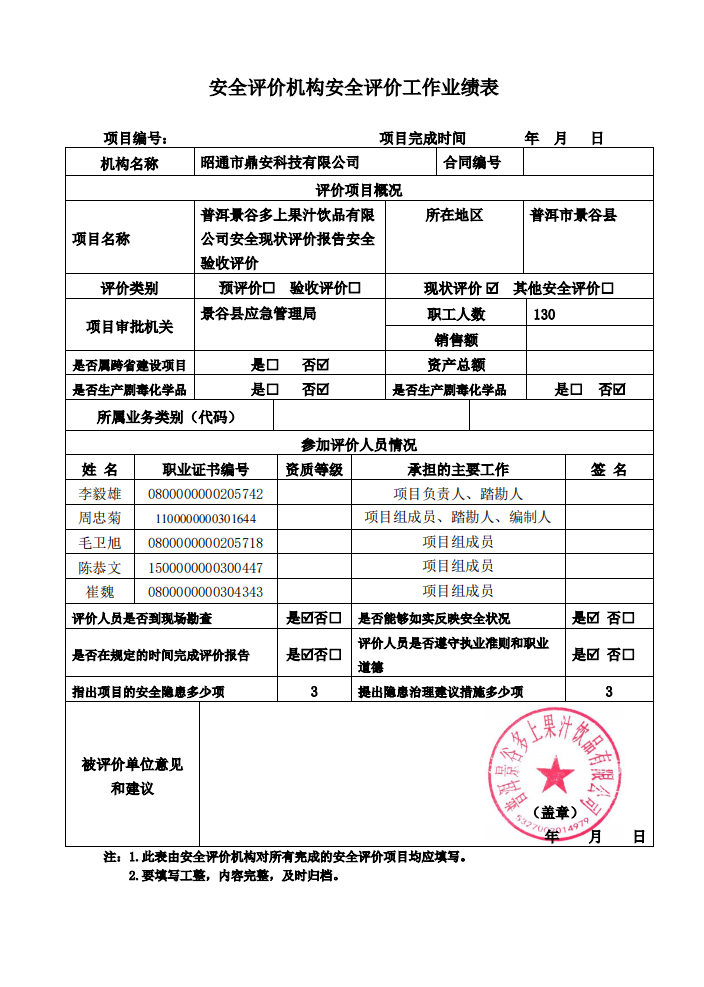 安全评价机构安全评价工作业绩表
项目编号： 项目完成时间 年 月 日
机构名称 昭通市鼎安科技有限公司 合同编号
评价项目概况
项目名称 普洱景谷多上果汁饮品有限 所在地区 普洱市景谷县
公司安全现状评价报告安全
验收评价
评价类别 预评价□ 验收评价□ 现状评价☑ 其他安全评价□
项目审批机关 景谷县应急管理局 职工人数 130
销售额
是否属跨省建设项目 是□ 否☑ 资产总额
是否生产剧毒化学品 是□ 否☑ 是否生产剧毒化学品 是□ 否☑
所属业务类别（代码）
参加评价人员情况
姓 名 职业证书编号 资质等级 承担的主要工作 签 名
李毅雄 0800000000205742 项目负责人、踏勘人
周忠菊 1100000000301644 项目组成员、踏勘人、编制人
毛卫旭 0800000000205718 项目组成员
陈恭文 1500000000300447 项目组成员
崔魏 0800000000304343 项目组成员
评价人员是否到现场勘查 是☑否□ 是否能够如实反映安全状况 是☑ 否□
是否在规定的时间完成评价报告 是☑否□ 评价人员是否遵守执业准则和职业 是☑ 否□
道德
指出项目的安全隐患多少项 3 提出隐患治理建议措施多少项 3
被评价单位意见
和建议
普洱景谷多上果汁饮品有限公司
（盖章）
5327000014979
年 月 日
注：1.此表由安全评价机构对所有完成的安全评价项目均应填写。
2.要填写工整，内容完整，及时归档。